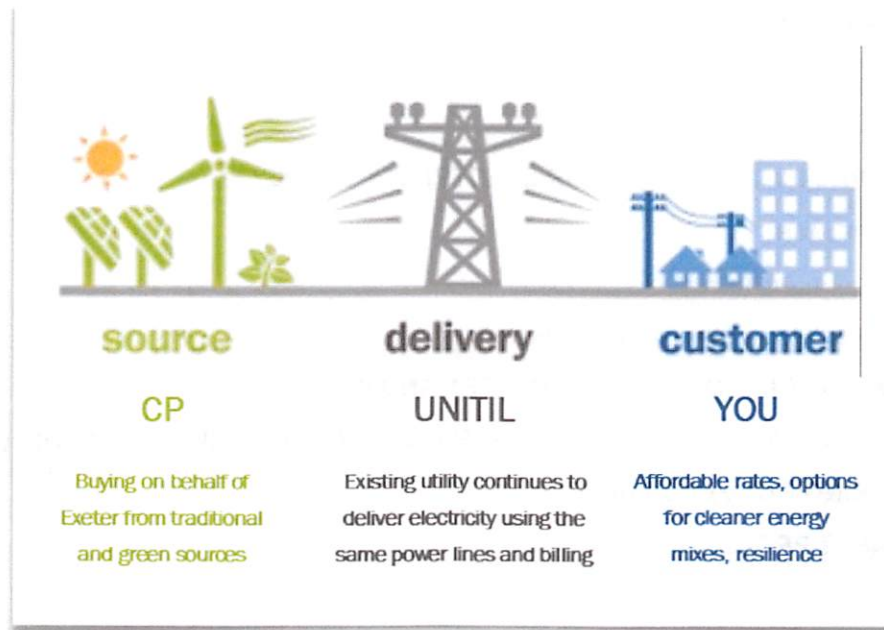 source
delivery
customer
CP
UNITIL
YOU
Buying on behalf of
Exeter from traditional
and green sources
Existing utility continues to
deliver electricity using the
same power lines and billing
Affordable rates, options
for cleaner energy
mixes, resilience